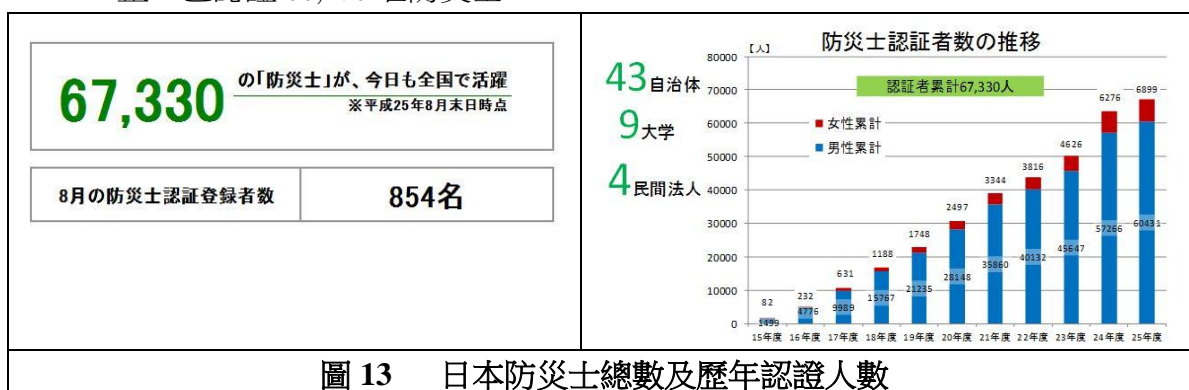 67,330 の「防災士」が、今日も全国で活躍
※平成25年8月末日時点
8月の防災士認証登録者数 854名
43自治体
9大学
4民間法人
防災士認証者数の推移
【人】
認証者累計67,330人
女性累計
男性累計
80000
70000
60000
50000
40000
30000
20000
10000
0
82 232 631 1188 1748 2497 3344 3816 4626 6276 6899
1499 4776 9989 15767 21235 28148 35860 40132 45647 57266 60431
15年度 16年度 17年度 18年度 19年度 20年度 21年度 22年度 23年度 24年度 25年度
圖 13 日本防災士總數及歷年認證人數